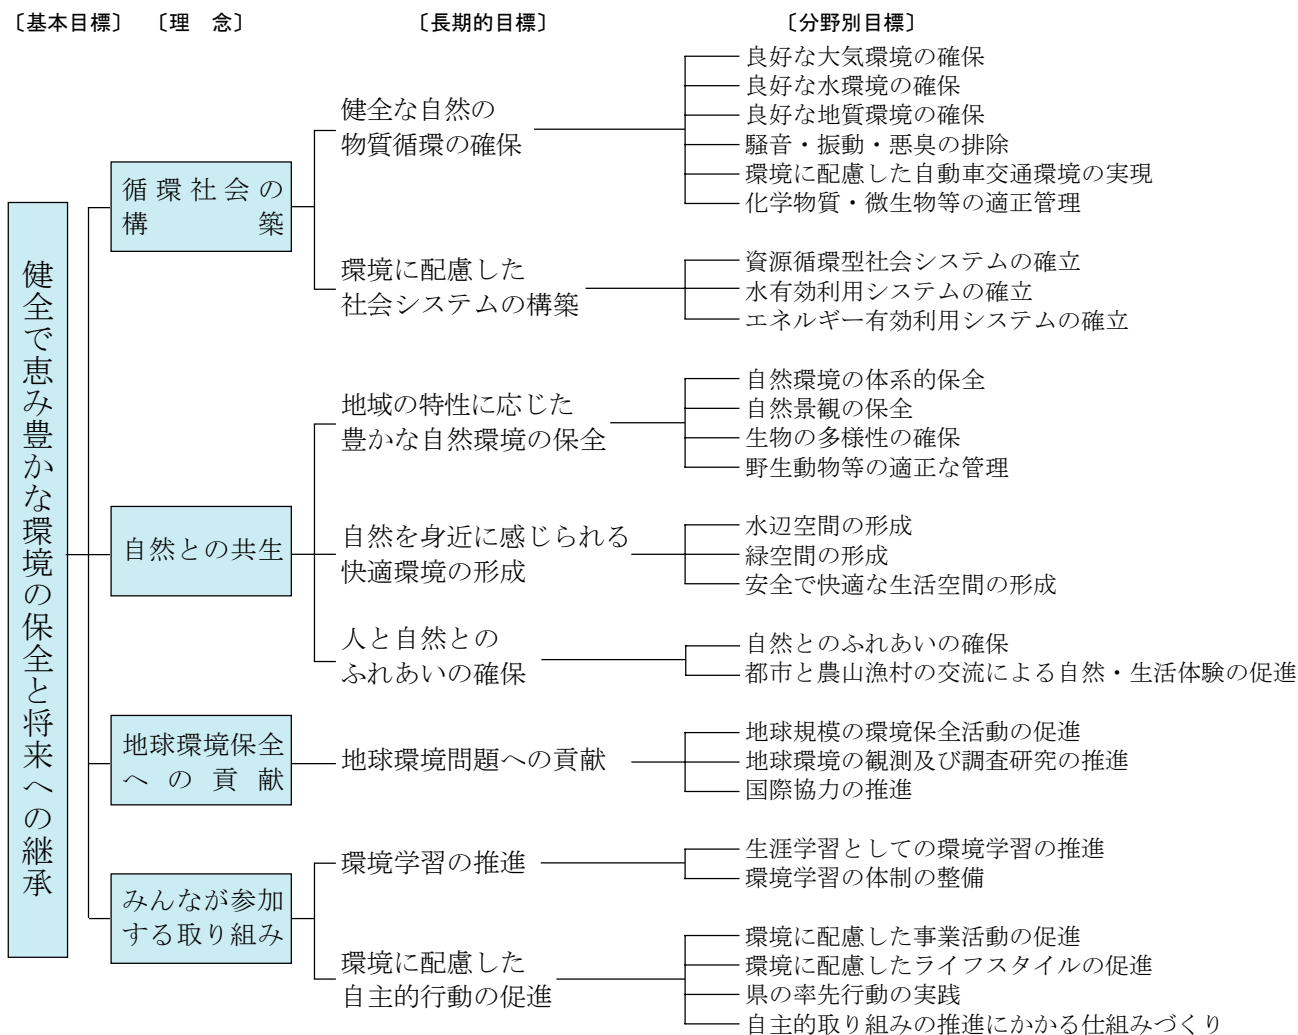 〔基本目標〕 〔理　念〕 〔長期的目標〕 〔分野別目標〕
健全で恵み豊かな環境の保全と将来への継承
循環社会の
構築
健全な自然の
物質循環の確保
良好な大気環境の確保
良好な水環境の確保
良好な地質環境の確保
騒音・振動・悪臭の排除
環境に配慮した自動車交通環境の実現
化学物質・微生物等の適正管理
環境に配慮した
社会システムの構築
資源循環型社会システムの確立
水有効利用システムの確立
エネルギー有効利用システムの確立
自然との共生
地域の特性に応じた
豊かな自然環境の保全
自然環境の体系的保全
自然景観の保全
生物の多様性の確保
野生動物等の適正な管理
自然を身近に感じられる
快適環境の形成
水辺空間の形成
緑空間の形成
安全で快適な生活空間の形成
人と自然との
ふれあいの確保
自然とのふれあいの確保
都市と農山漁村の交流による自然・生活体験の促進
地球環境保全
への貢献
地球環境問題への貢献
地球規模の環境保全活動の促進
地球環境の観測及び調査研究の推進
国際協力の推進
みんなが参加
する取り組み
環境学習の推進
生涯学習としての環境学習の推進
環境学習の体制の整備
環境に配慮した
自主的行動の促進
環境に配慮した事業活動の促進
環境に配慮したライフスタイルの促進
県の率先行動の実践
自主的取り組みの推進にかかる仕組みづくり